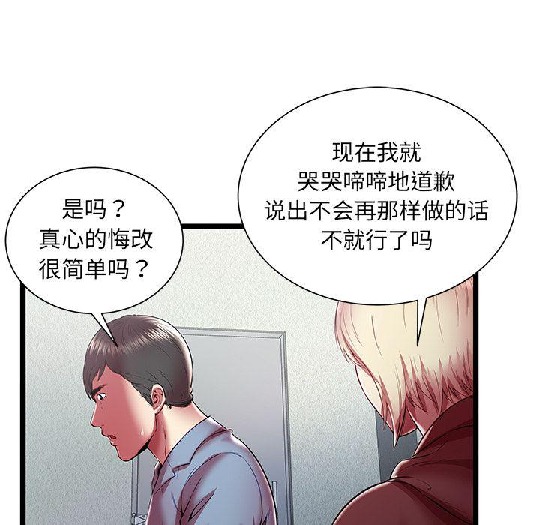 现在我就
哭哭啼啼地道歉
说出不会再那样做的话
不就行了吗
是吗？
真心的悔改
很简单吗？